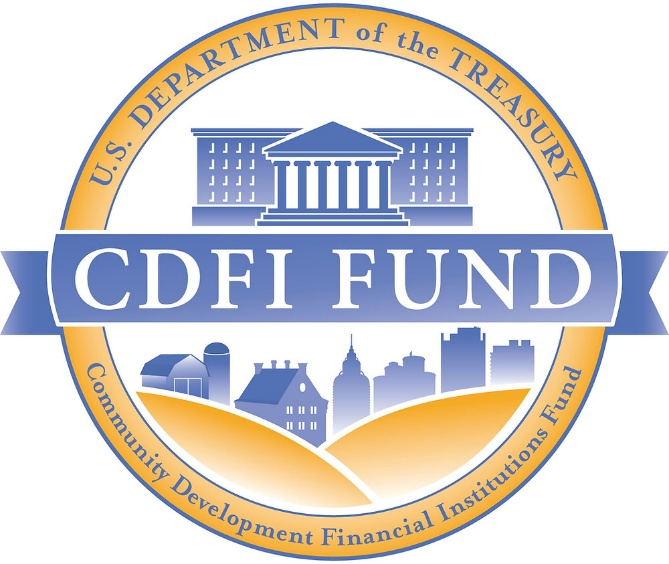 U.S. DEPARTMENT of the TREASURY
CDFI FUND
Community Development Financial Institutions Fund